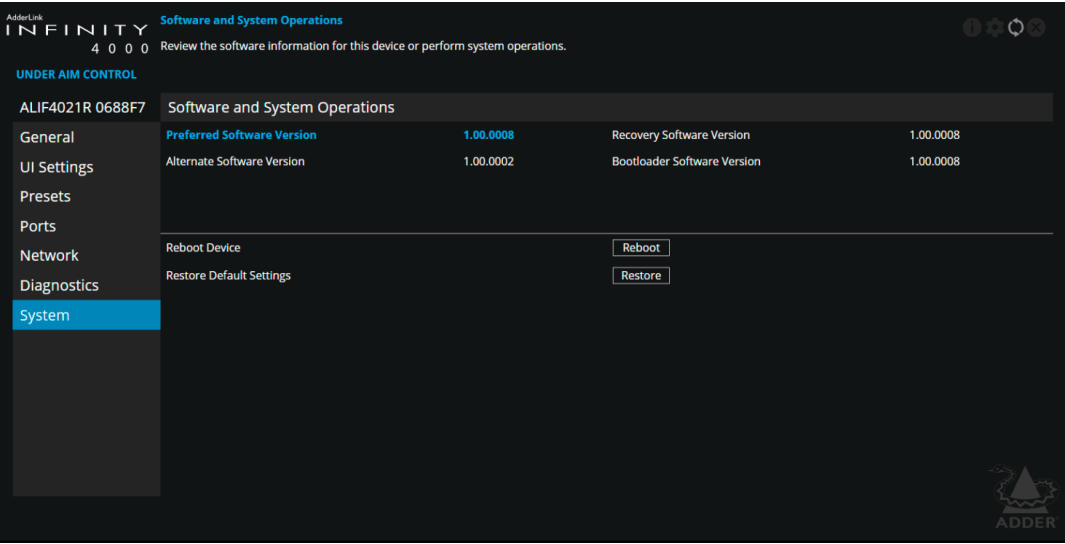 AdderLink
INFINITY
4000
Software and System Operations
Review the software information for this device or perform system operations.
UNDER AIM CONTROL
ALIF4021R 0688F7
Software and System Operations
General
UI Settings
Presets
Ports
Network
Diagnostics
System
Preferred Software Version 1.00.0008 Recovery Software Version 1.00.0008
Alternate Software Version 1.00.0002 Bootloader Software Version 1.00.0008
Reboot Device Reboot
Restore Default Settings Restore
ADDER